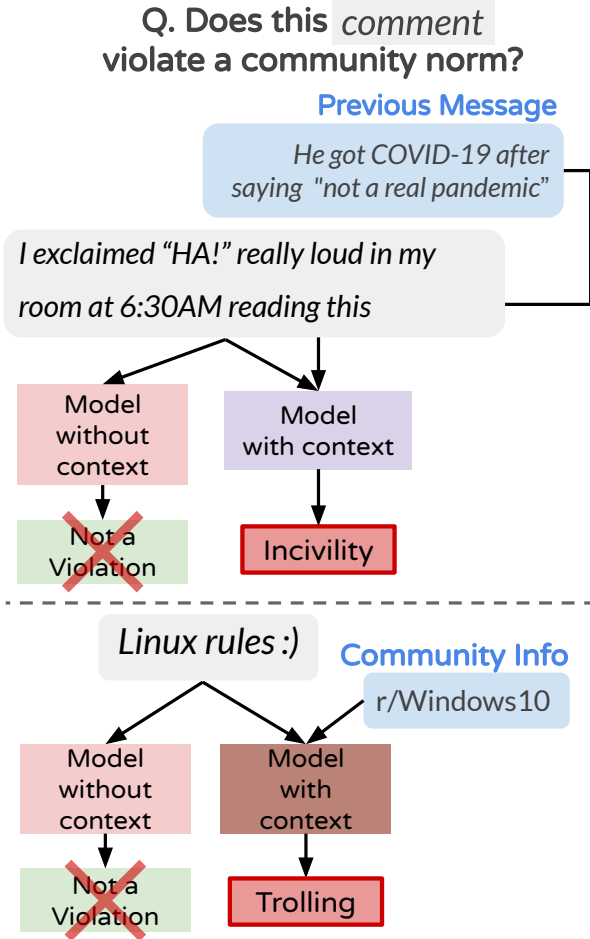 Q. Does this comment
violate a community norm?
Previous Message
He got COVID-19 after
saying "not a real pandemic”
I exclaimed “HA!” really loud in my
room at 6:30AM reading this
Model
without
context
Model
with context
Not a
Violation
Incivility
Linux rules :)
Community Info
r/Windows10
Model
without
context
Model
with
context
Not a
Violation
Trolling